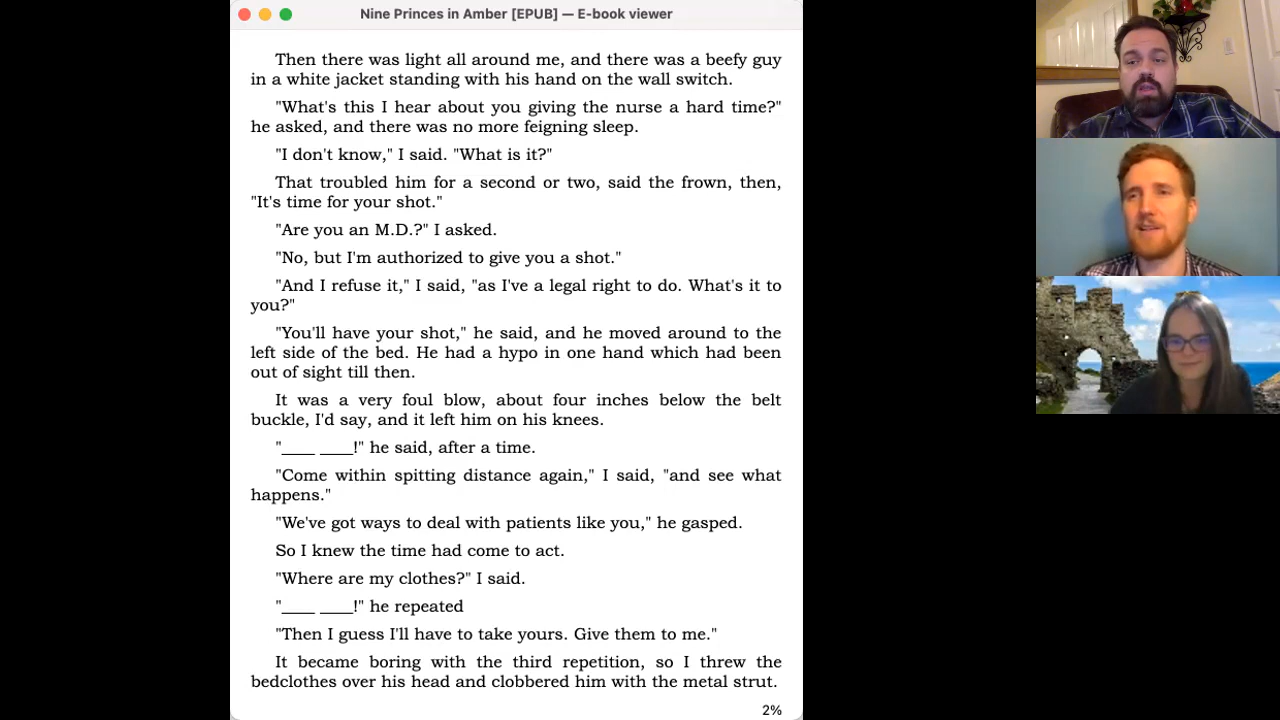 Nine Princes in Amber [EPUB] — E-book viewer
Then there was light all around me, and there was a beefy guy
in a white jacket standing with his hand on the wall switch.
"What's this I hear about you giving the nurse a hard time?"
he asked, and there was no more feigning sleep.
"I don't know," I said. "What is it?"
That troubled him for a second or two, said the frown, then,
"It's time for your shot."
"Are you an M.D.?" I asked.
"No, but I'm authorized to give you a shot."
"And I refuse it," I said, "as I've a legal right to do. What's it to
you?"
"You'll have your shot," he said, and he moved around to the
left side of the bed. He had a hypo in one hand which had been
out of sight till then.
It was a very foul blow, about four inches below the belt
buckle, I'd say, and it left him on his knees.
"____ ____!" he said, after a time.
"Come within spitting distance again," I said, "and see what
happens."
"We've got ways to deal with patients like you," he gasped.
So I knew the time had come to act.
"Where are my clothes?" I said.
"____ ____!" he repeated
"Then I guess I'll have to take yours. Give them to me."
It became boring with the third repetition, so I threw the
bedclothes over his head and clobbered him with the metal strut.
2%